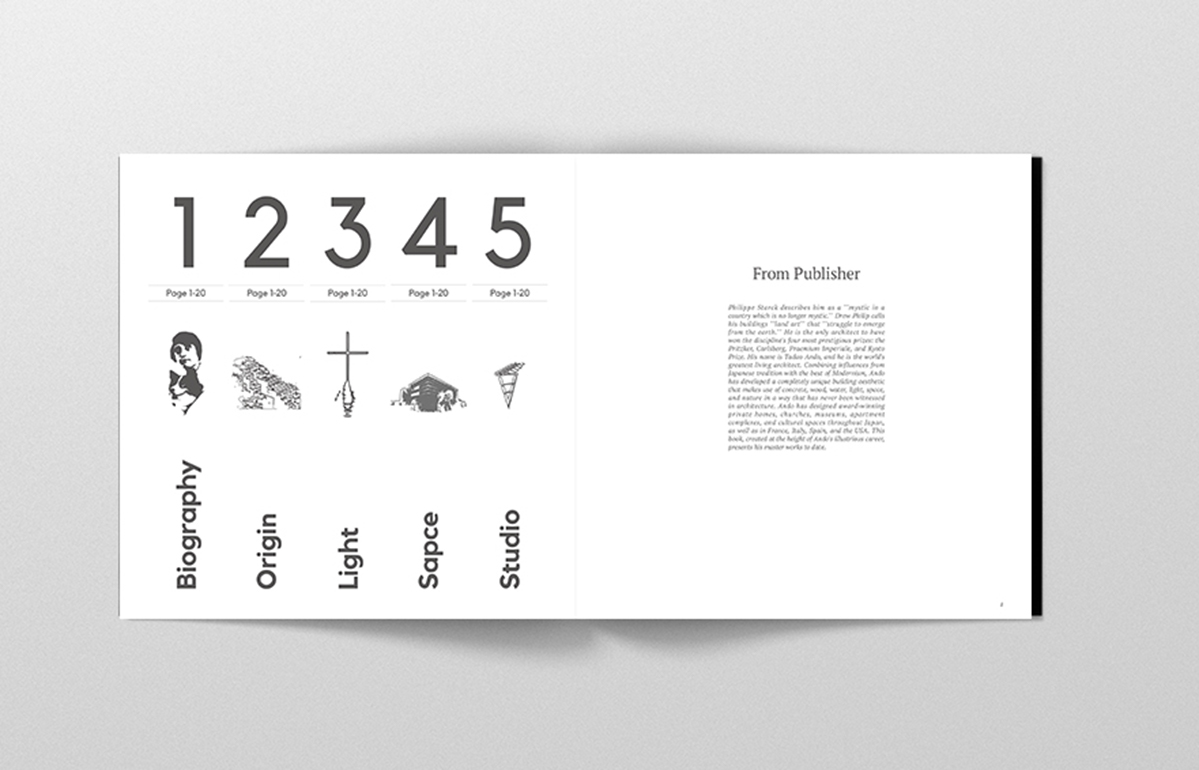 1 2 3 4 5
Page 1-20 Page 1-20 Page 1-20 Page 1-20 Page 1-20
Biography
Origin
Light
Sapce
Studio
From Publisher
Philippe Starck describes him as a "'mystic in a
country which is no longer mystic."' Drew Philip calls
his buildings "'land art"' that "'struggle to emerge
from the earth."' He is the only architect to have
won the discipline's four most prestigious prizes: the
Pritzker, Carlsberg, Praemium Imperiale, and Kyoto
Prize. His name is Tadao Ando, and he is the world's
greatest living architect. Combining influences from
Japanese tradition with the best of Modernism, Ando
has developed a completely unique building aesthetic
that makes use of concrete, wood, water, light, space,
and nature in a way that has never been witnessed
in architecture. Ando has designed award-winning
private homes, churches, museums, apartment
complexes, and cultural spaces throughout Japan,
as well as in France, Italy, Spain, and the USA. This
book, created at the height of Ando's illustrious career,
presents his master works to date.